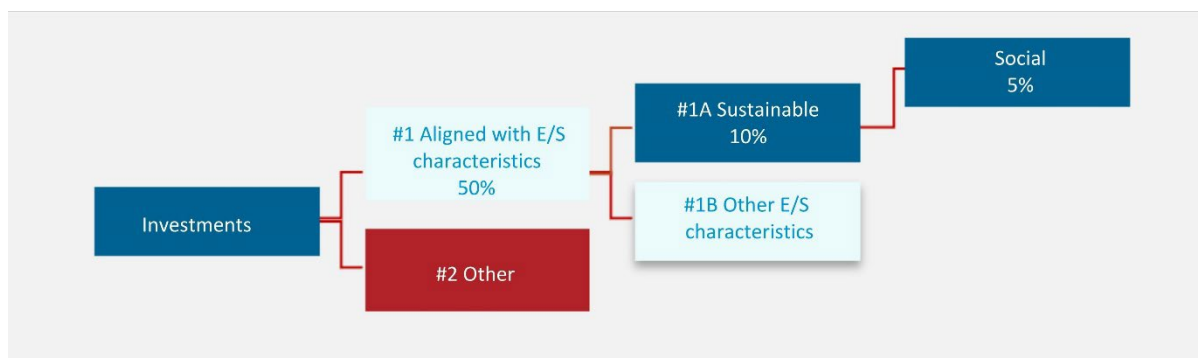 Investments
#1 Aligned with E/S
characteristics
50%
#2 Other
#1A Sustainable
10%
#1B Other E/S
characteristics
Social
5%